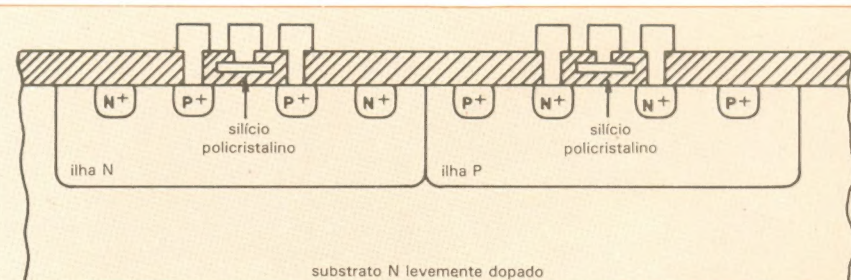 N+ P+ P+ N+ P+ N+ N+ P+
silício silício
policristalino policristalino
ilha N ilha P
substrato N levemente dopado